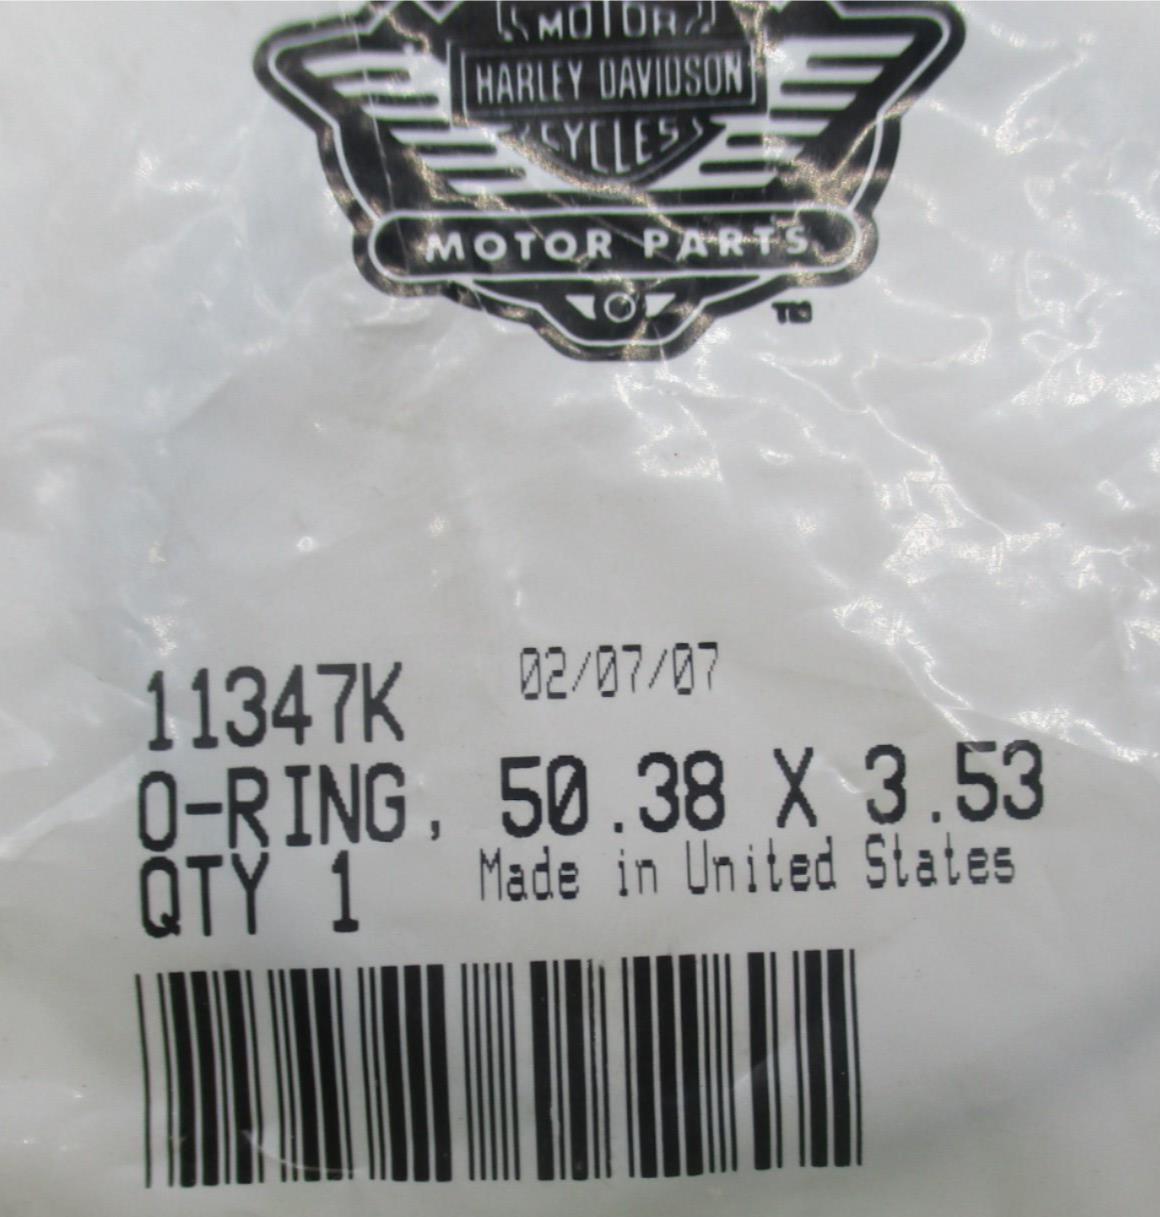 MOTOR
HARLEY DAVIDSON
CYCLES
MOTOR PARTS
TM
11347K 02/07/07
O-RING, 50.38 X 3.53
QTY 1 Made in United States